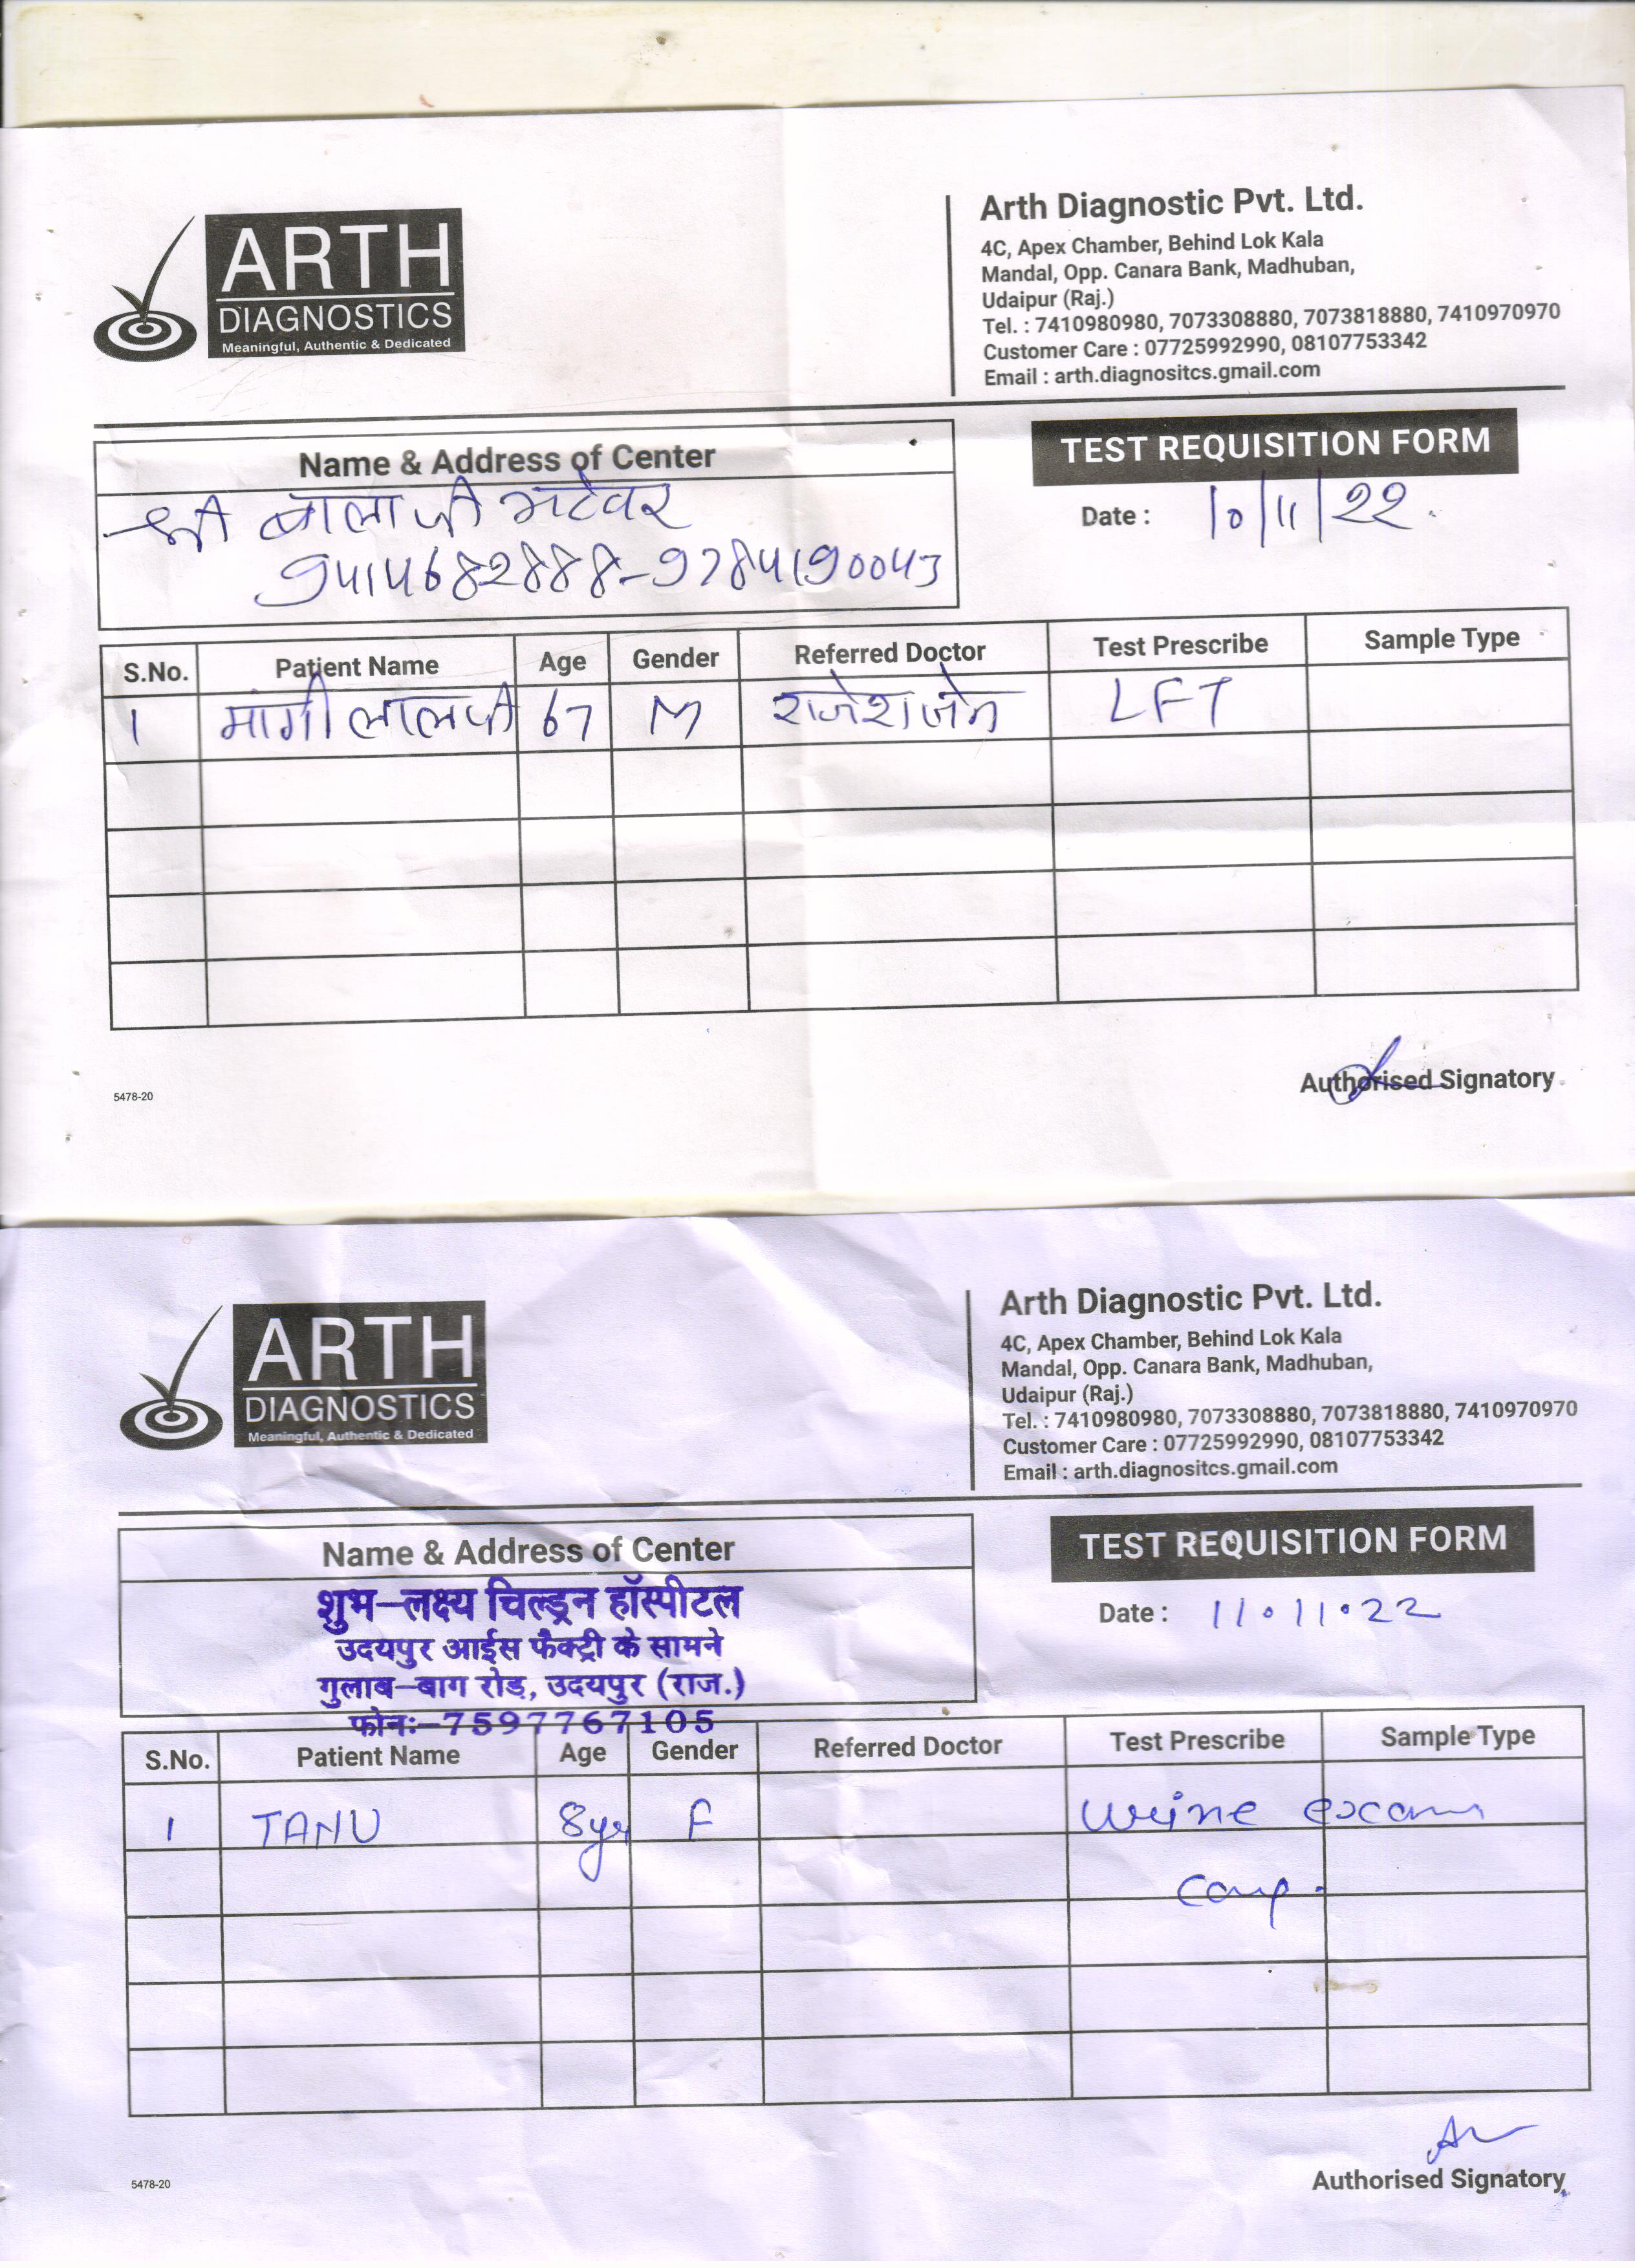 ARTH
DIAGNOSTICS
Meaningful, Authentic & Dedicated
Arth Diagnostic Pvt. Ltd.
4C, Apex Chamber, Behind Lok Kala
Mandal, Opp. Canara Bank, Madhuban,
Udaipur (Raj.)
Tel. : 7410980980, 7073308880, 7073818880, 7410970970
Customer Care : 07725992990, 08107753342
Email : arth.diagnositcs.gmail.com
Name & Address of Center
श्री बालाजी भटेवर
9414682888-9784190043
TEST REQUISITION FORM
Date : 10/11/22.
S.No. Patient Name Age Gender Referred Doctor Test Prescribe Sample Type
1 मांगीलालजी 67 M राजेश जेन LFT
Authorised Signatory
5478-20
ARTH
DIAGNOSTICS
Meaningful, Authentic & Dedicated
Arth Diagnostic Pvt. Ltd.
4C, Apex Chamber, Behind Lok Kala
Mandal, Opp. Canara Bank, Madhuban,
Udaipur (Raj.)
Tel. : 7410980980, 7073308880, 7073818880, 7410970970
Customer Care : 07725992990, 08107753342
Email : arth.diagnositcs.gmail.com
Name & Address of Center
शुभ-लक्ष्य चिल्ड्रन हॉस्पीटल
उदयपुर आईस फैक्ट्री के सामने
गुलाब-बाग रोड, उदयपुर (राज.)
फोनः-7597767105
TEST REQUISITION FORM
Date : 11.11.22
S.No. Patient Name Age Gender Referred Doctor Test Prescribe Sample Type
1 TANU 8yr F Urine exam
comp.
Authorised Signatory
5478-20